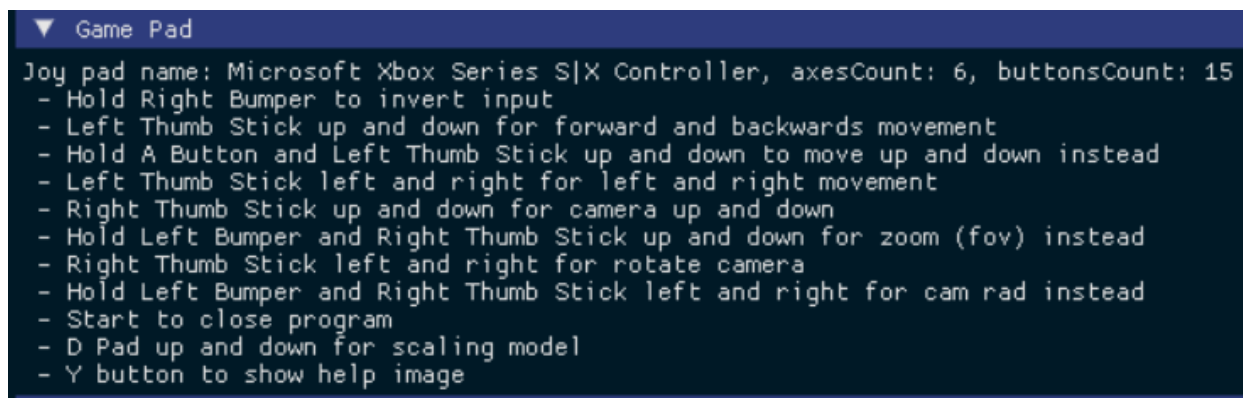 ▼ Game Pad
Joy pad name: Microsoft Xbox Series S|X Controller, axesCount: 6, buttonsCount: 15
- Hold Right Bumper to invert input
- Left Thumb Stick up and down for forward and backwards movement
- Hold A Button and Left Thumb Stick up and down to move up and down instead
- Left Thumb Stick left and right for left and right movement
- Right Thumb Stick up and down for camera up and down
- Hold Left Bumper and Right Thumb Stick up and down for zoom (fov) instead
- Right Thumb Stick left and right for rotate camera
- Hold Left Bumper and Right Thumb Stick left and right for cam rad instead
- Start to close program
- D Pad up and down for scaling model
- Y button to show help image